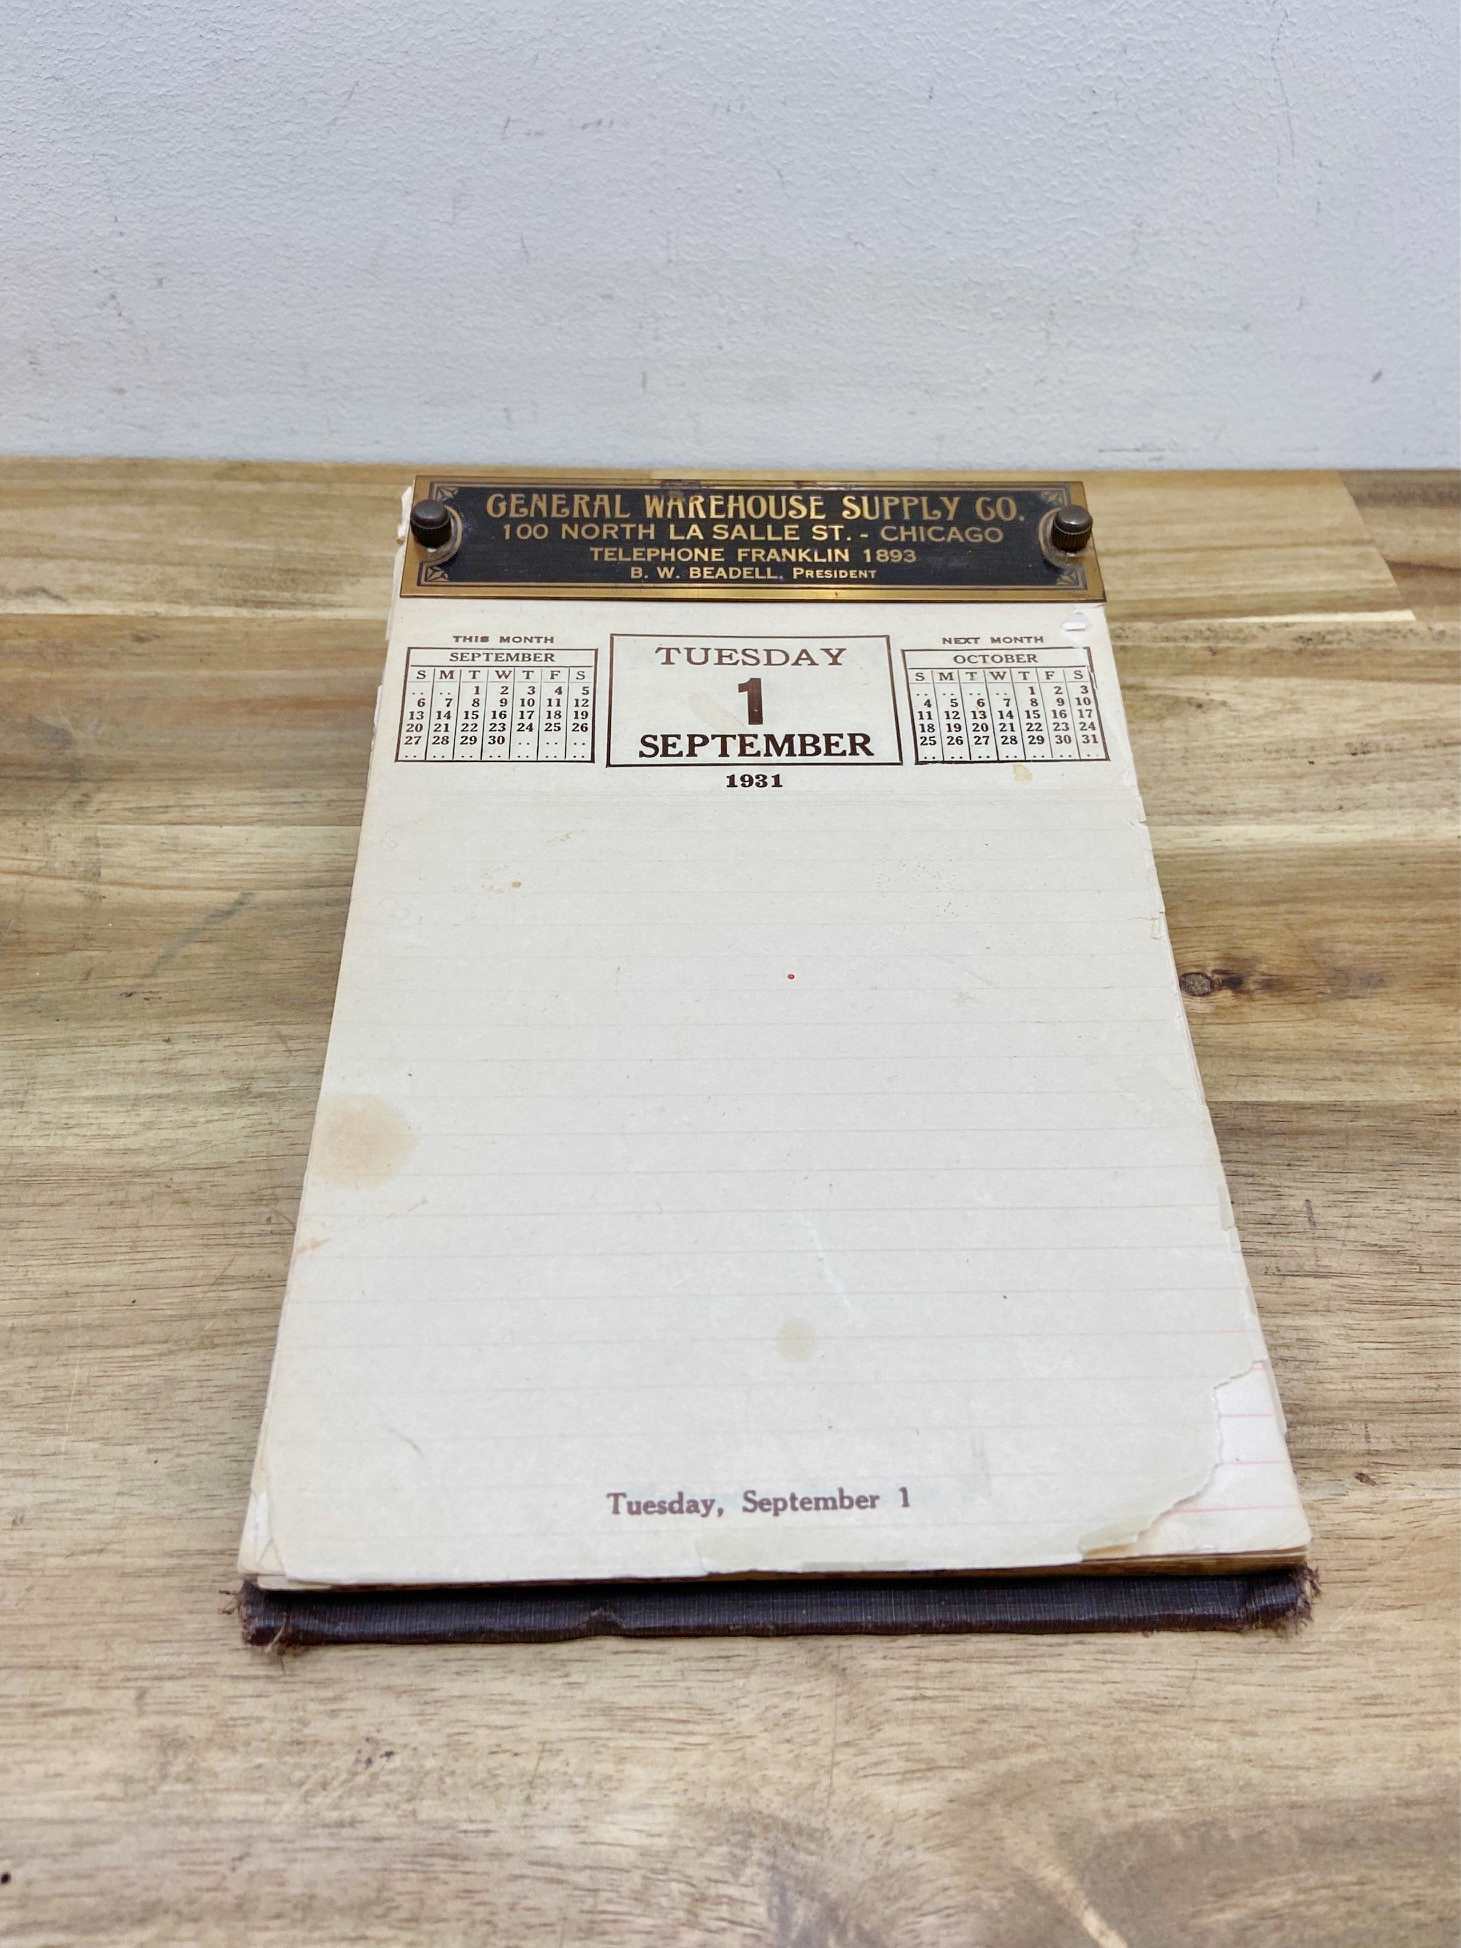 GENERAL WAREHOUSE SUPPLY CO.
100 NORTH LA SALLE ST. - CHICAGO
TELEPHONE FRANKLIN 1893
B. W. BEADELL, PRESIDENT
THIS MONTH
SEPTEMBER
S M T W T F S
.. .. 1 2 3 4 5
6 7 8 9 10 11 12
13 14 15 16 17 18 19
20 21 22 23 24 25 26
27 28 29 30 .. .. ..
.. .. .. .. .. .. ..
TUESDAY
1
SEPTEMBER
1931
NEXT MONTH
OCTOBER
S M T W T F S
.. .. .. .. 1 2 3
4 5 6 7 8 9 10
11 12 13 14 15 16 17
18 19 20 21 22 23 24
25 26 27 28 29 30 31
.. .. .. .. .. .. ..
Tuesday, September 1